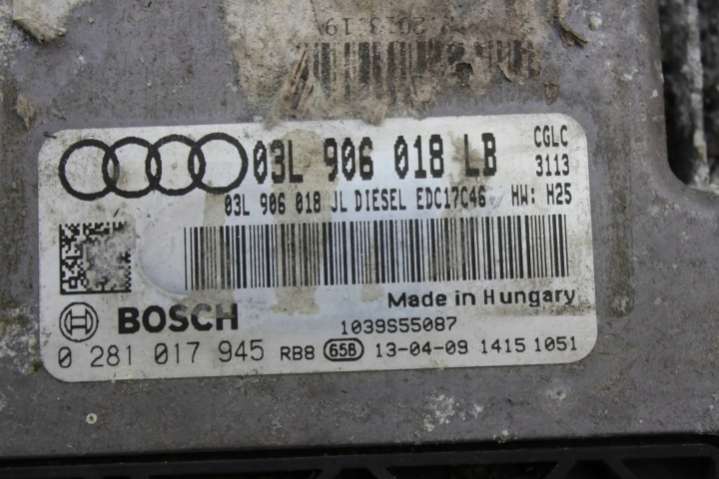 03L 906 018 LB CGLC
3113
03L 906 018 JL DIESEL EDC17C46 HW: H25
Made in Hungary
BOSCH 1039S55087
0 281 017 945 RB8 65B 13-04-09 1415 1051